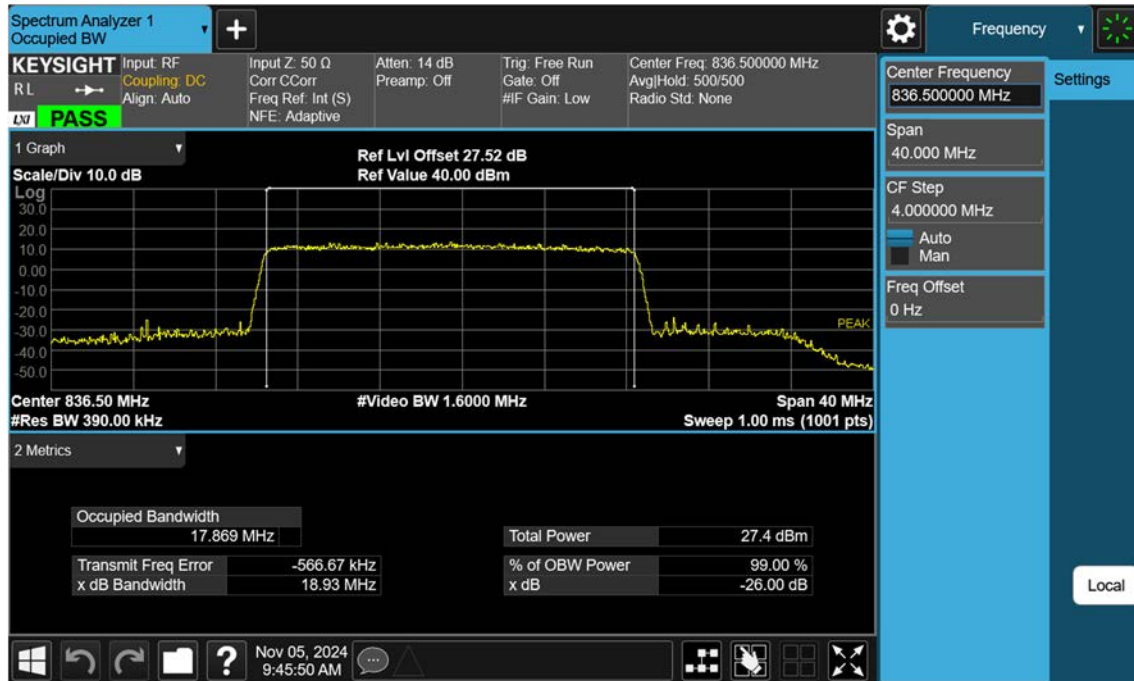 Spectrum Analyzer 1
Occupied BW
Frequency
KEYSIGHT
RL
LXI PASS
Input: RF
Coupling: DC
Align: Auto
Input Z: 50 Ω
Corr CCorr
Freq Ref: Int (S)
NFE: Adaptive
Atten: 14 dB
Preamp: Off
Trig: Free Run
Gate: Off
#IF Gain: Low
Center Freq: 836.500000 MHz
Avg|Hold: 500/500
Radio Std: None
Center Frequency
836.500000 MHz
Settings
Span
40.000 MHz
CF Step
4.000000 MHz
Auto
Man
Freq Offset
0 Hz
Local
1 Graph
Scale/Div 10.0 dB
Ref Lvl Offset 27.52 dB
Ref Value 40.00 dBm
Log
30.0
20.0
10.0
0.00
-10.0
-20.0
-30.0
-40.0
-50.0
PEAK
Center 836.50 MHz
#Video BW 1.6000 MHz
Span 40 MHz
#Res BW 390.00 kHz
Sweep 1.00 ms (1001 pts)
2 Metrics
Occupied Bandwidth
17.869 MHz
Total Power 27.4 dBm
Transmit Freq Error -566.67 kHz
% of OBW Power 99.00 %
x dB Bandwidth 18.93 MHz
x dB -26.00 dB
?
Nov 05, 2024
9:45:50 AM